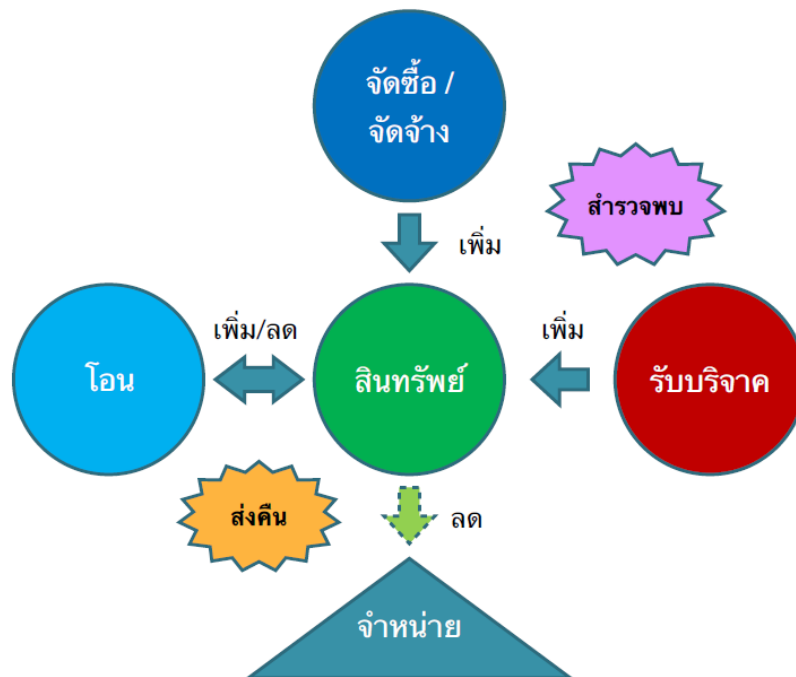 จัดซื้อ /
จัดจ้าง
สำรวจพบ
เพิ่ม
เพิ่ม/ลด
เพิ่ม
โอน
สินทรัพย์
รับบริจาค
ส่งคืน
ลด
จำหน่าย